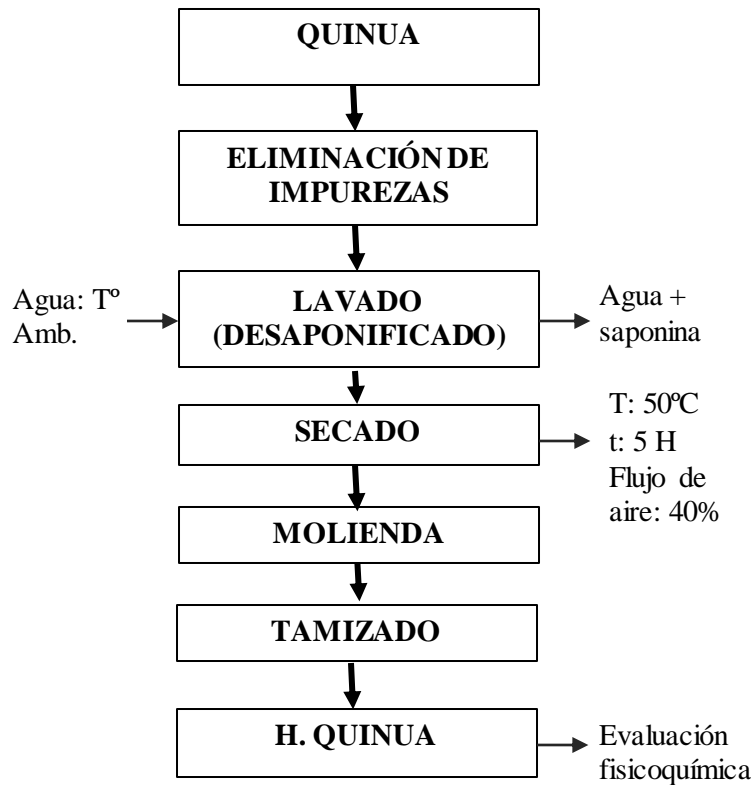 QUINUA
ELIMINACIÓN DE
IMPUREZAS
Agua: Tº
Amb.
LAVADO
(DESAPONIFICADO)
Agua +
saponina
SECADO
T: 50ºC
t: 5 H
Flujo de
aire: 40%
MOLIENDA
TAMIZADO
H. QUINUA
Evaluación
fisicoquímica